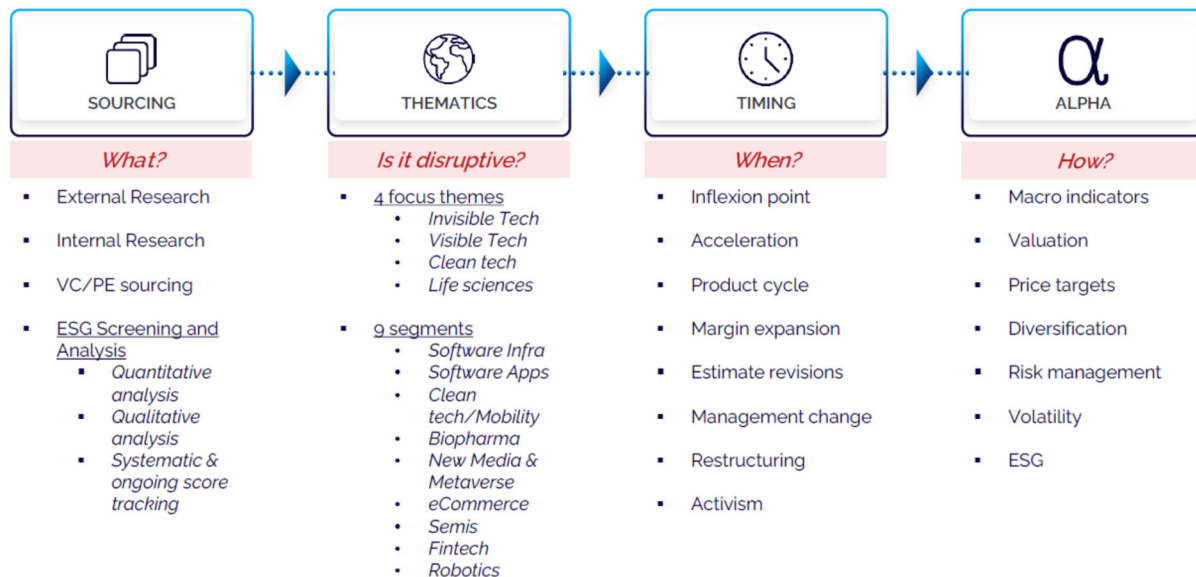 SOURCING
What?
External Research
Internal Research
VC/PE sourcing
ESG Screening and
Analysis
Quantitative
analysis
Qualitative
analysis
Systematic &
ongoing score
tracking
THEMATICS
Is it disruptive?
4 focus themes
Invisible Tech
Visible Tech
Clean tech
Life sciences
9 segments
Software Infra
Software Apps
Clean
tech/Mobility
Biopharma
New Media &
Metaverse
eCommerce
Semis
Fintech
Robotics
TIMING
When?
Inflexion point
Acceleration
Product cycle
Margin expansion
Estimate revisions
Management change
Restructuring
Activism
α
ALPHA
How?
Macro indicators
Valuation
Price targets
Diversification
Risk management
Volatility
ESG